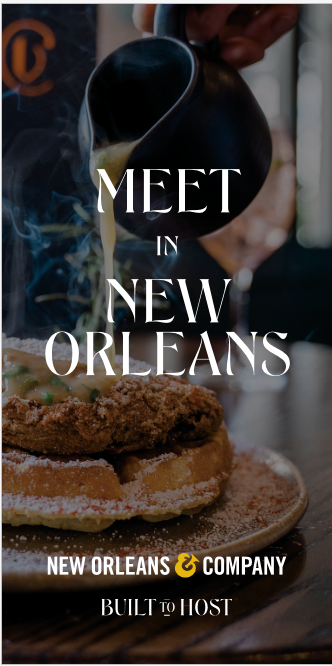 MEET
IN
NEW
ORLEANS
NEW ORLEANS & COMPANY
BUILT TO HOST